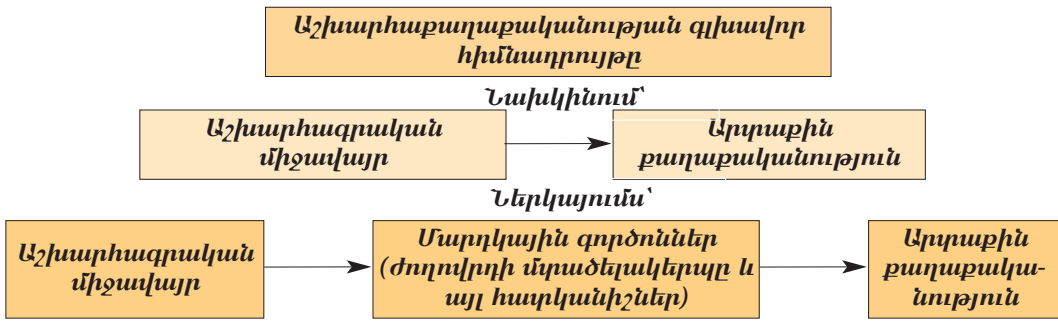 Աշխարհաքաղաքականության գլխավոր
հիմնադրույթը
Նախկինում՝
Աշխարհագրական
միջավայր
Արտաքին
քաղաքականություն
Ներկայումս՝
Աշխարհագրական
միջավայր
Մարդկային գործոններ
(ժողովրդի մտածելակերպը և
այլ հատկանիշներ)
Արտաքին
քաղաքակա-
նություն